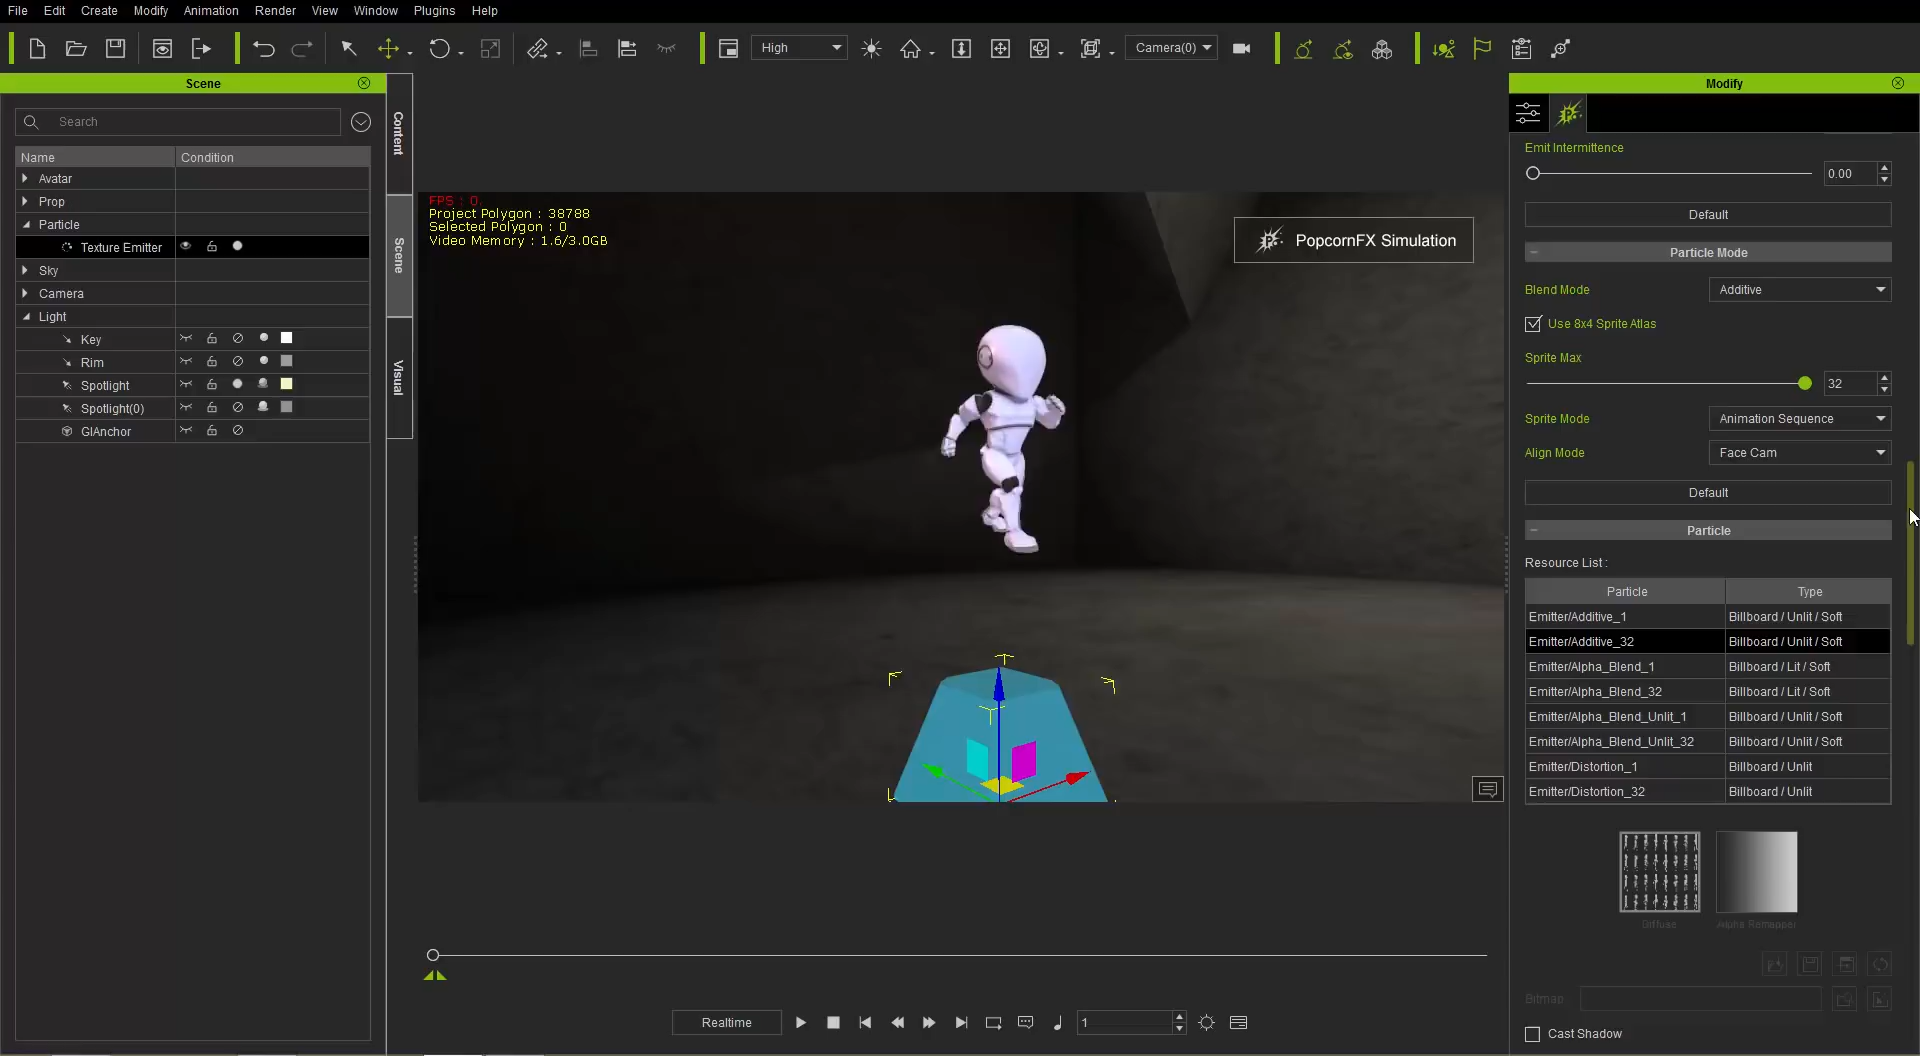 File Edit Create Modify Animation Render View Window Plugins Help
High
Camera(0)
Scene
Search
Name Condition
Avatar
Prop
Particle
Texture Emitter
Sky
Camera
Light
Key
Rim
Spotlight
Spotlight(0)
GIAnchor
Content
Scene
Visual
FPS : 0.
Project Polygon : 38788
Selected Polygon : 0
Video Memory : 1.6/3.0GB
PopcornFX Simulation
Realtime
1
Modify
Emit Intermittence
0.00
Default
Particle Mode
Blend Mode Additive
Use 8x4 Sprite Atlas
Sprite Max
32
Sprite Mode Animation Sequence
Align Mode Face Cam
Default
Particle
Resource List :
Particle Type
Emitter/Additive_1 Billboard / Unlit / Soft
Emitter/Additive_32 Billboard / Unlit / Soft
Emitter/Alpha_Blend_1 Billboard / Lit / Soft
Emitter/Alpha_Blend_32 Billboard / Lit / Soft
Emitter/Alpha_Blend_Unlit_1 Billboard / Unlit / Soft
Emitter/Alpha_Blend_Unlit_32 Billboard / Unlit / Soft
Emitter/Distortion_1 Billboard / Unlit
Emitter/Distortion_32 Billboard / Unlit
Diffuse Alpha Remapper
Bitmap
Cast Shadow